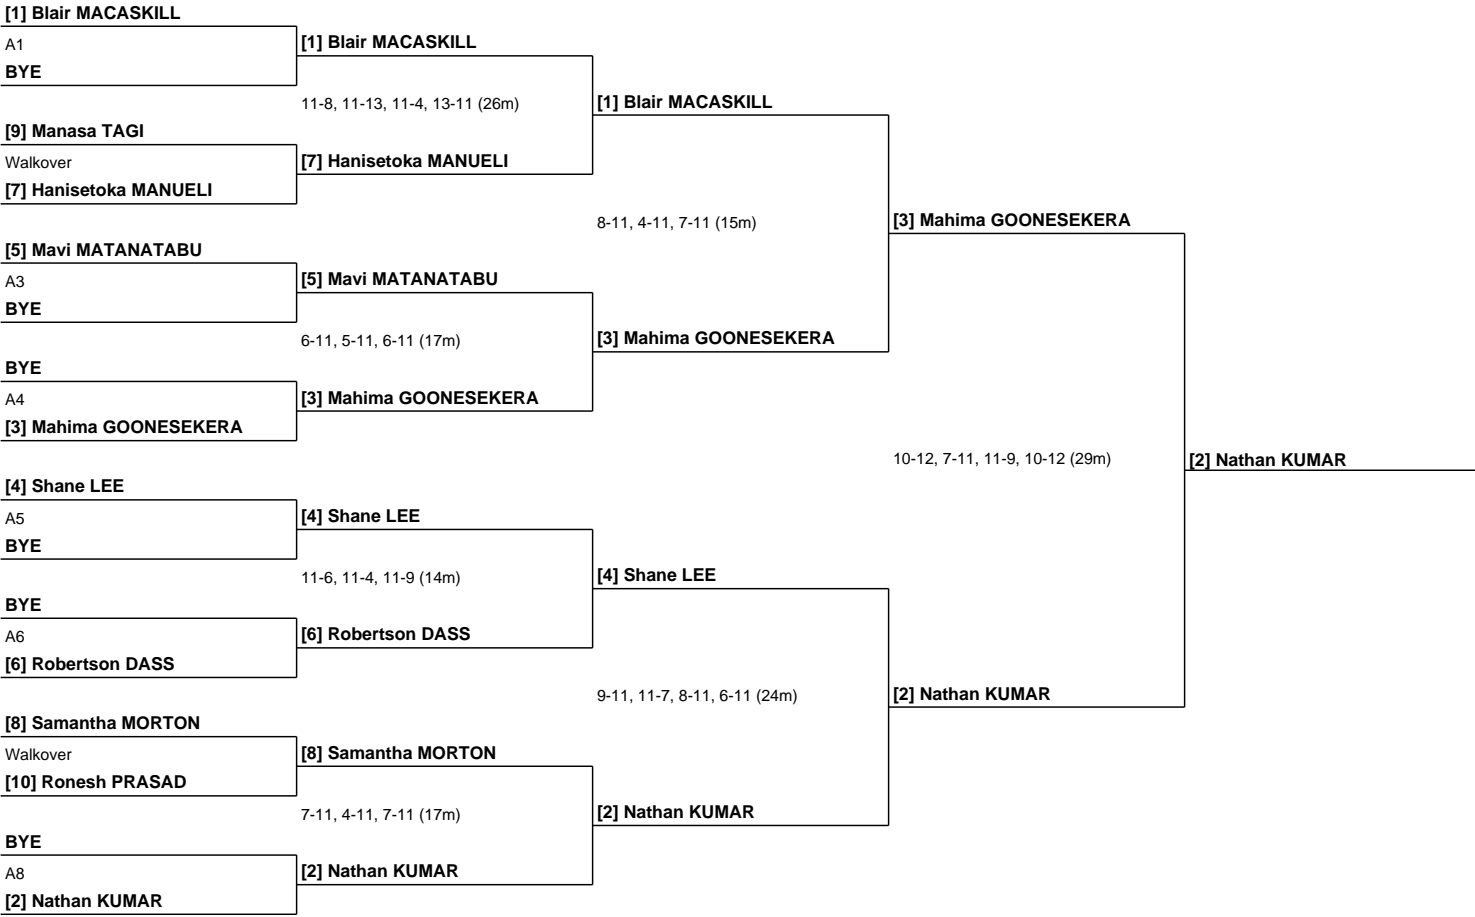 [1] Blair MACASKILL
A1
BYE
[9] Manasa TAGI
Walkover
[7] Hanisetoka MANUELI
[5] Mavi MATANATABU
A3
BYE
BYE
A4
[3] Mahima GOONESEKERA
[4] Shane LEE
A5
BYE
BYE
A6
[6] Robertson DASS
[8] Samantha MORTON
Walkover
[10] Ronesh PRASAD
BYE
A8
[2] Nathan KUMAR
[1] Blair MACASKILL
11-8, 11-13, 11-4, 13-11 (26m)
[7] Hanisetoka MANUELI
[5] Mavi MATANATABU
6-11, 5-11, 6-11 (17m)
[3] Mahima GOONESEKERA
[4] Shane LEE
11-6, 11-4, 11-9 (14m)
[6] Robertson DASS
[8] Samantha MORTON
7-11, 4-11, 7-11 (17m)
[2] Nathan KUMAR
[1] Blair MACASKILL
8-11, 4-11, 7-11 (15m)
[3] Mahima GOONESEKERA
[4] Shane LEE
9-11, 11-7, 8-11, 6-11 (24m)
[2] Nathan KUMAR
[3] Mahima GOONESEKERA
10-12, 7-11, 11-9, 10-12 (29m)
[2] Nathan KUMAR
[2] Nathan KUMAR